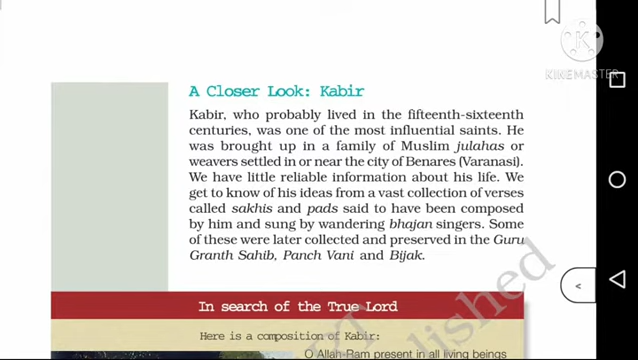 KINEMASTER
A Closer Look: Kabir
Kabir, who probably lived in the fifteenth-sixteenth
centuries, was one of the most influential saints. He
was brought up in a family of Muslim julahas or
weavers settled in or near the city of Benares (Varanasi).
We have little reliable information about his life. We
get to know of his ideas from a vast collection of verses
called sakhis and pads said to have been composed
by him and sung by wandering bhajan singers. Some
of these were later collected and preserved in the Guru
Granth Sahib, Panch Vani and Bijak.
In search of the True Lord
Here is a composition of Kabir:
O Allah-Ram present in all living beings